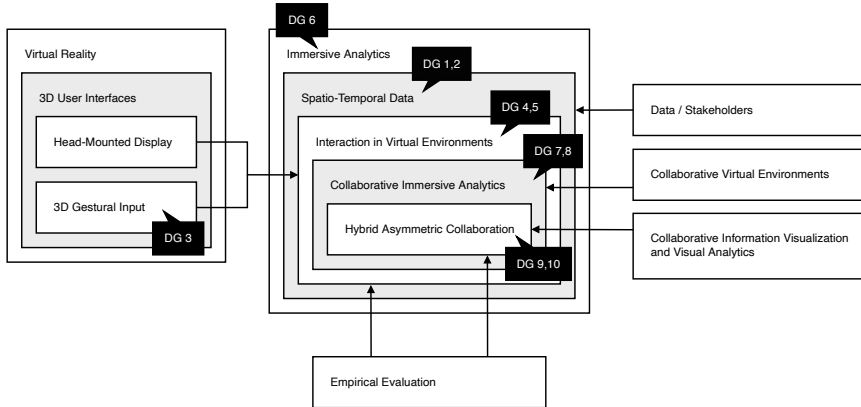 DG 6
Virtual Reality
Immersive Analytics
DG 1,2
3D User Interfaces
Spatio-Temporal Data
DG 4,5
Data / Stakeholders
Head-Mounted Display
Interaction in Virtual Environments
DG 7,8
Collaborative Virtual Environments
Collaborative Immersive Analytics
3D Gestural Input
Hybrid Asymmetric Collaboration
DG 3
DG 9,10
Collaborative Information Visualization
and Visual Analytics
Empirical Evaluation